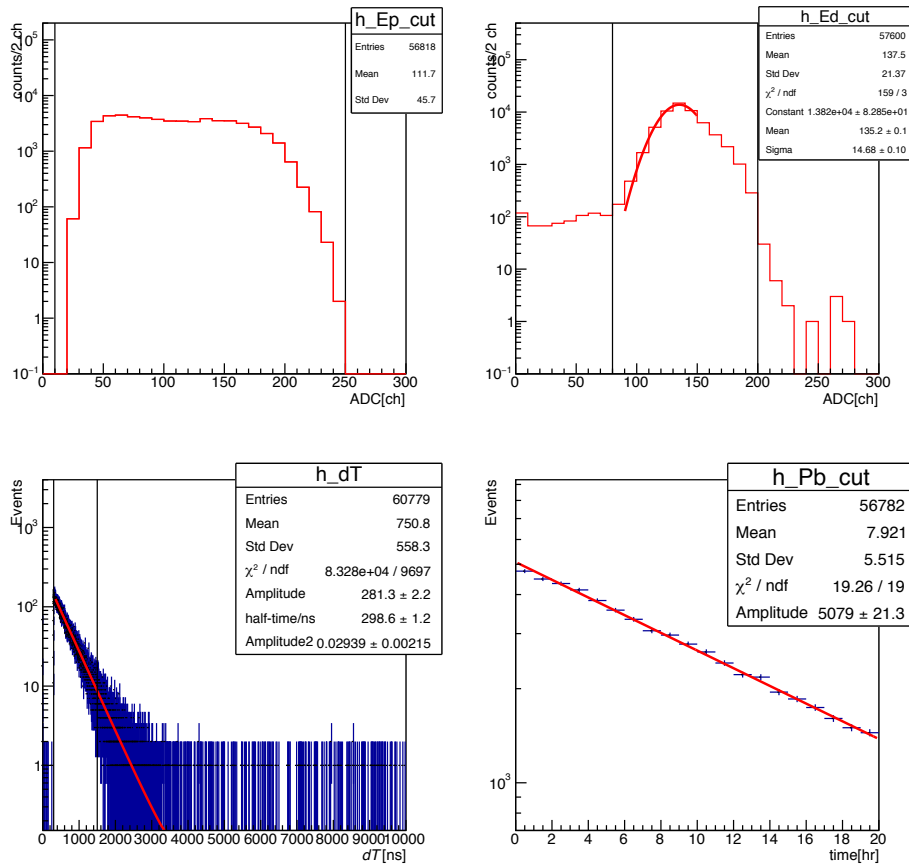 h_Ep_cut
Entries 56818
Mean 111.7
Std Dev 45.7
counts/2 ch
10^5
10^4
10^3
10^2
10
1
10^-1
0 50 100 150 200 250 300
ADC[ch]
h_Ed_cut
Entries 57600
Mean 137.5
Std Dev 21.37
χ² / ndf 159 / 3
Constant 1.382e+04 ± 8.285e+01
Mean 135.2 ± 0.1
Sigma 14.68 ± 0.10
counts/2 ch
10^5
10^4
10^3
10^2
10
1
10^-1
0 50 100 150 200 250 300
ADC[ch]
h_dT
Entries 60779
Mean 750.8
Std Dev 558.3
χ² / ndf 8.328e+04 / 9697
Amplitude 281.3 ± 2.2
half-time/ns 298.6 ± 1.2
Amplitude2 0.02939 ± 0.00215
Events
10^3
10^2
10
1
0 1000 2000 3000 4000 5000 6000 7000 8000 9000 10000
dT[ns]
h_Pb_cut
Entries 56782
Mean 7.921
Std Dev 5.515
χ² / ndf 19.26 / 19
Amplitude 5079 ± 21.3
Events
10^3
0 2 4 6 8 10 12 14 16 18 20
time[hr]